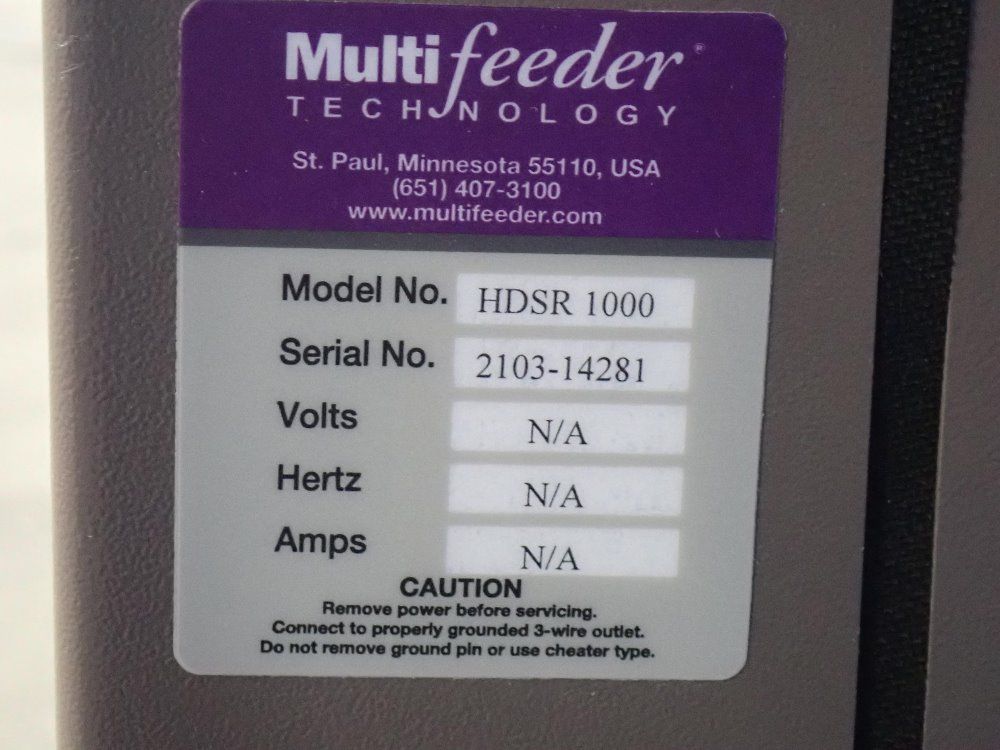 Multifeeder®
TECHNOLOGY
St. Paul, Minnesota 55110, USA
(651) 407-3100
www.multifeeder.com
Model No. HDSR 1000
Serial No. 2103-14281
Volts N/A
Hertz N/A
Amps N/A
CAUTION
Remove power before servicing.
Connect to properly grounded 3-wire outlet.
Do not remove ground pin or use cheater type.